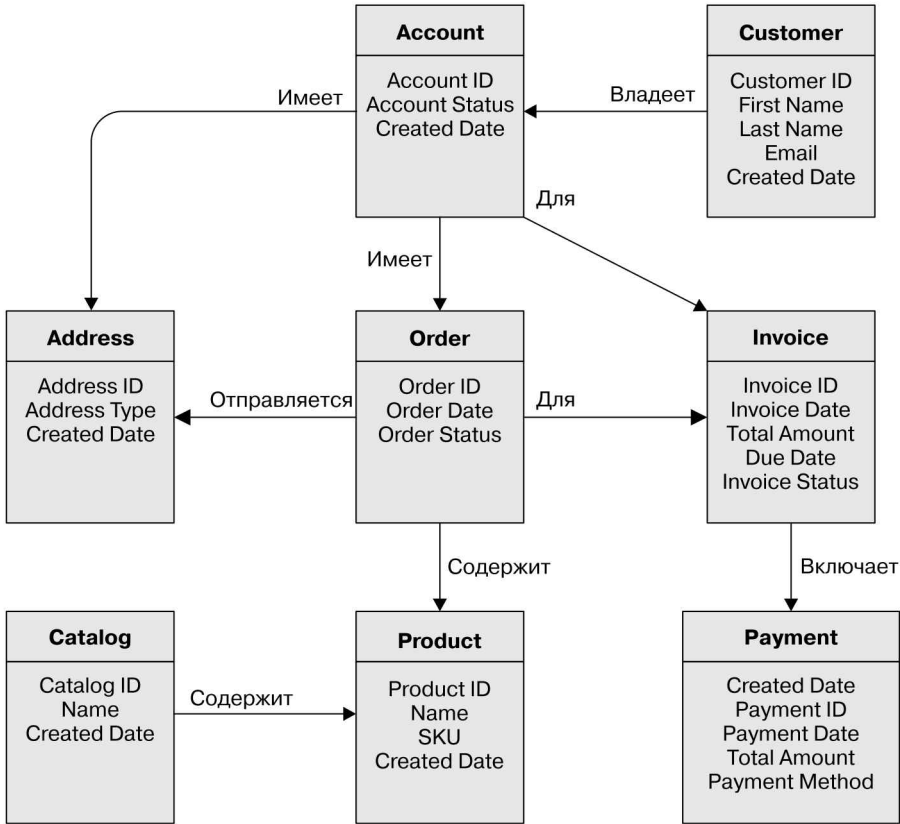 Account
Account ID
Account Status
Created Date
Customer
Customer ID
First Name
Last Name
Email
Created Date
Имеет
Владеет
Для
Имеет
Address
Address ID
Address Type
Created Date
Order
Order ID
Order Date
Order Status
Invoice
Invoice ID
Invoice Date
Total Amount
Due Date
Invoice Status
Отправляется
Для
Содержит
Включает
Catalog
Catalog ID
Name
Created Date
Содержит
Product
Product ID
Name
SKU
Created Date
Payment
Created Date
Payment ID
Payment Date
Total Amount
Payment Method